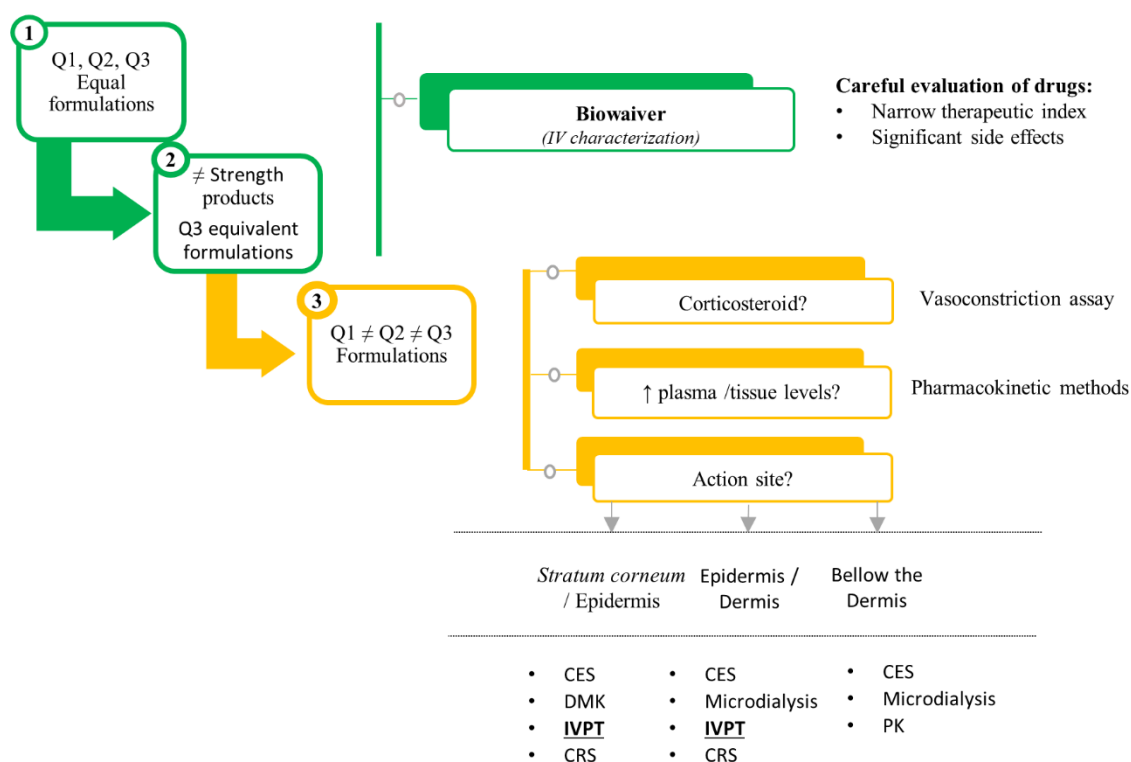 1
Q1, Q2, Q3
Equal
formulations
2
≠ Strength
products
Q3 equivalent
formulations
3
Q1 ≠ Q2 ≠ Q3
Formulations
Biowaiver
(IV characterization)
Careful evaluation of drugs:
• Narrow therapeutic index
• Significant side effects
Corticosteroid?
Vasoconstriction assay
↑ plasma /tissue levels?
Pharmacokinetic methods
Action site?
Stratum corneum
/ Epidermis
Epidermis /
Dermis
Bellow the
Dermis
• CES
• DMK
• IVPT
• CRS
• CES
• Microdialysis
• IVPT
• CRS
• CES
• Microdialysis
• PK